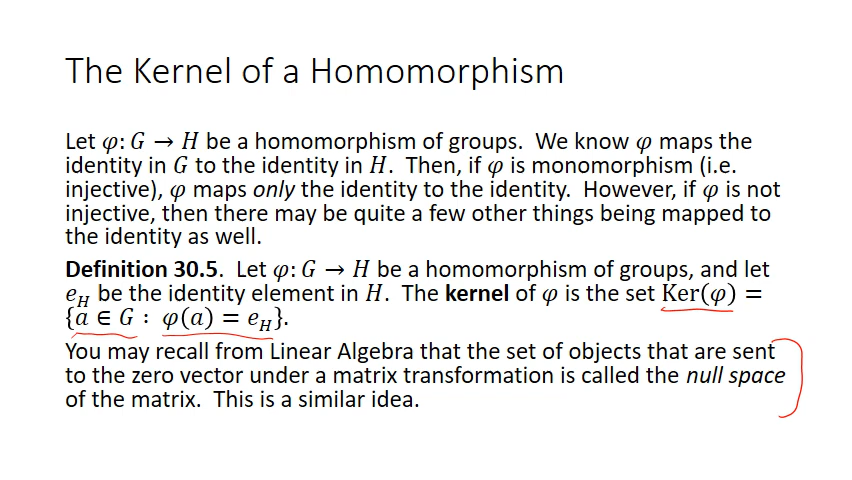 The Kernel of a Homomorphism
Let φ: G → H be a homomorphism of groups. We know φ maps the
identity in G to the identity in H. Then, if φ is monomorphism (i.e.
injective), φ maps only the identity to the identity. However, if φ is not
injective, then there may be quite a few other things being mapped to
the identity as well.
Definition 30.5. Let φ: G → H be a homomorphism of groups, and let
e_H be the identity element in H. The kernel of φ is the set Ker(φ) =
{a ∈ G : φ(a) = e_H}.
You may recall from Linear Algebra that the set of objects that are sent
to the zero vector under a matrix transformation is called the null space
of the matrix. This is a similar idea.